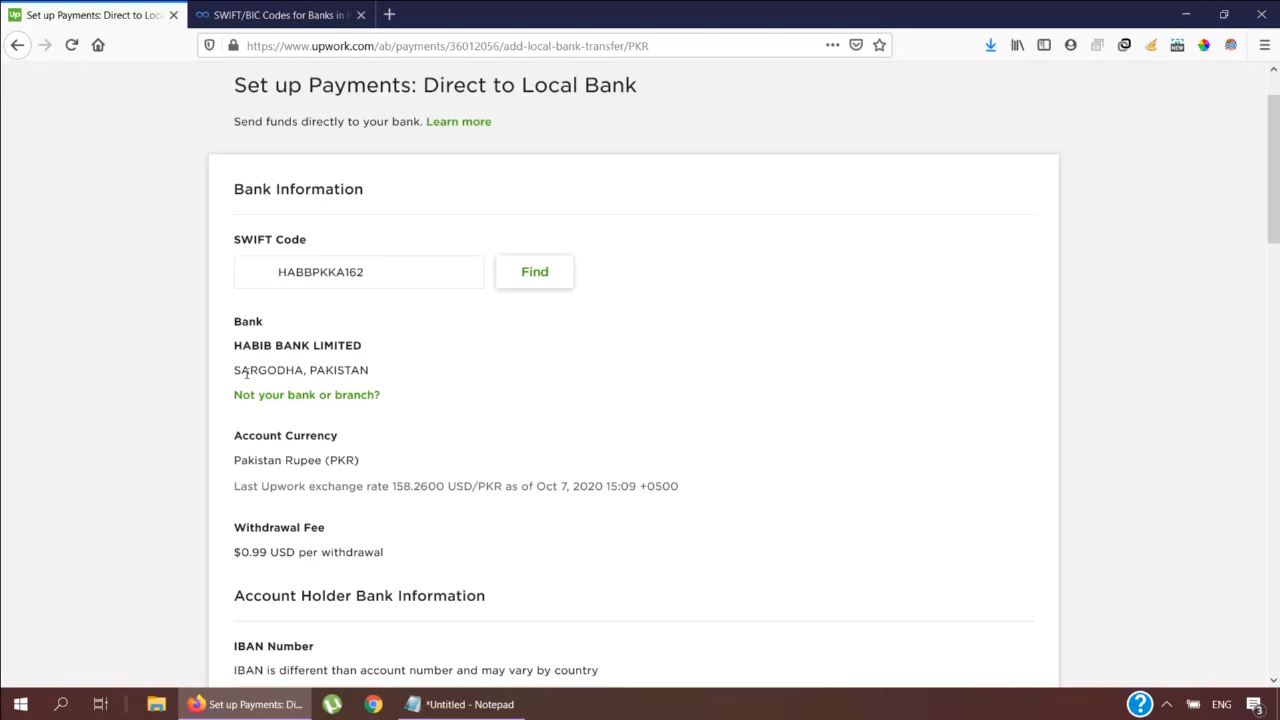 Up Set up Payments: Direct to Loca
SWIFT/BIC Codes for Banks in P
https://www.upwork.com/ab/payments/36012056/add-local-bank-transfer/PKR
Set up Payments: Direct to Local Bank
Send funds directly to your bank. Learn more
Bank Information
SWIFT Code
HABBPKKA162
Find
Bank
HABIB BANK LIMITED
SARGODHA, PAKISTAN
Not your bank or branch?
Account Currency
Pakistan Rupee (PKR)
Last Upwork exchange rate 158.2600 USD/PKR as of Oct 7, 2020 15:09 +0500
Withdrawal Fee
$0.99 USD per withdrawal
Account Holder Bank Information
IBAN Number
IBAN is different than account number and may vary by country
Set up Payments: Di...
*Untitled - Notepad
ENG
3